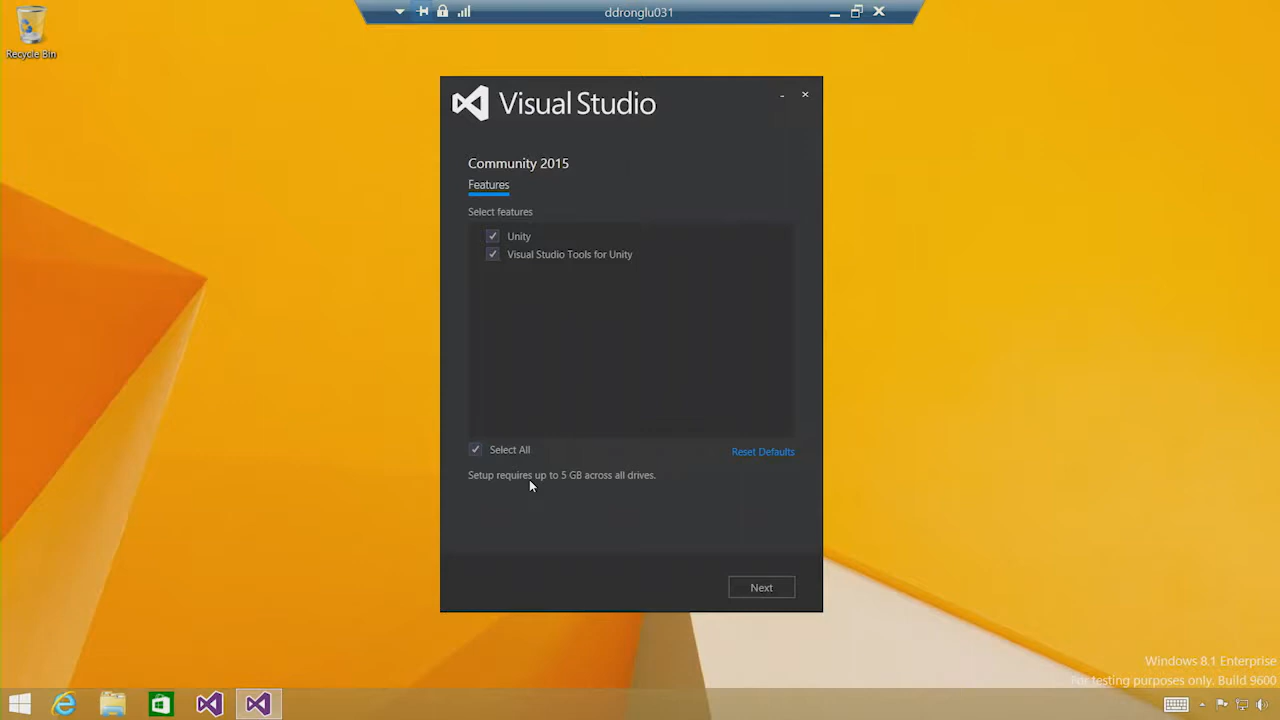 ddronglu031
Recycle Bin
Visual Studio
Community 2015
Features
Select features
Unity
Visual Studio Tools for Unity
Select All
Reset Defaults
Setup requires up to 5 GB across all drives.
Next
Windows 8.1 Enterprise
For testing purposes only. Build 9600